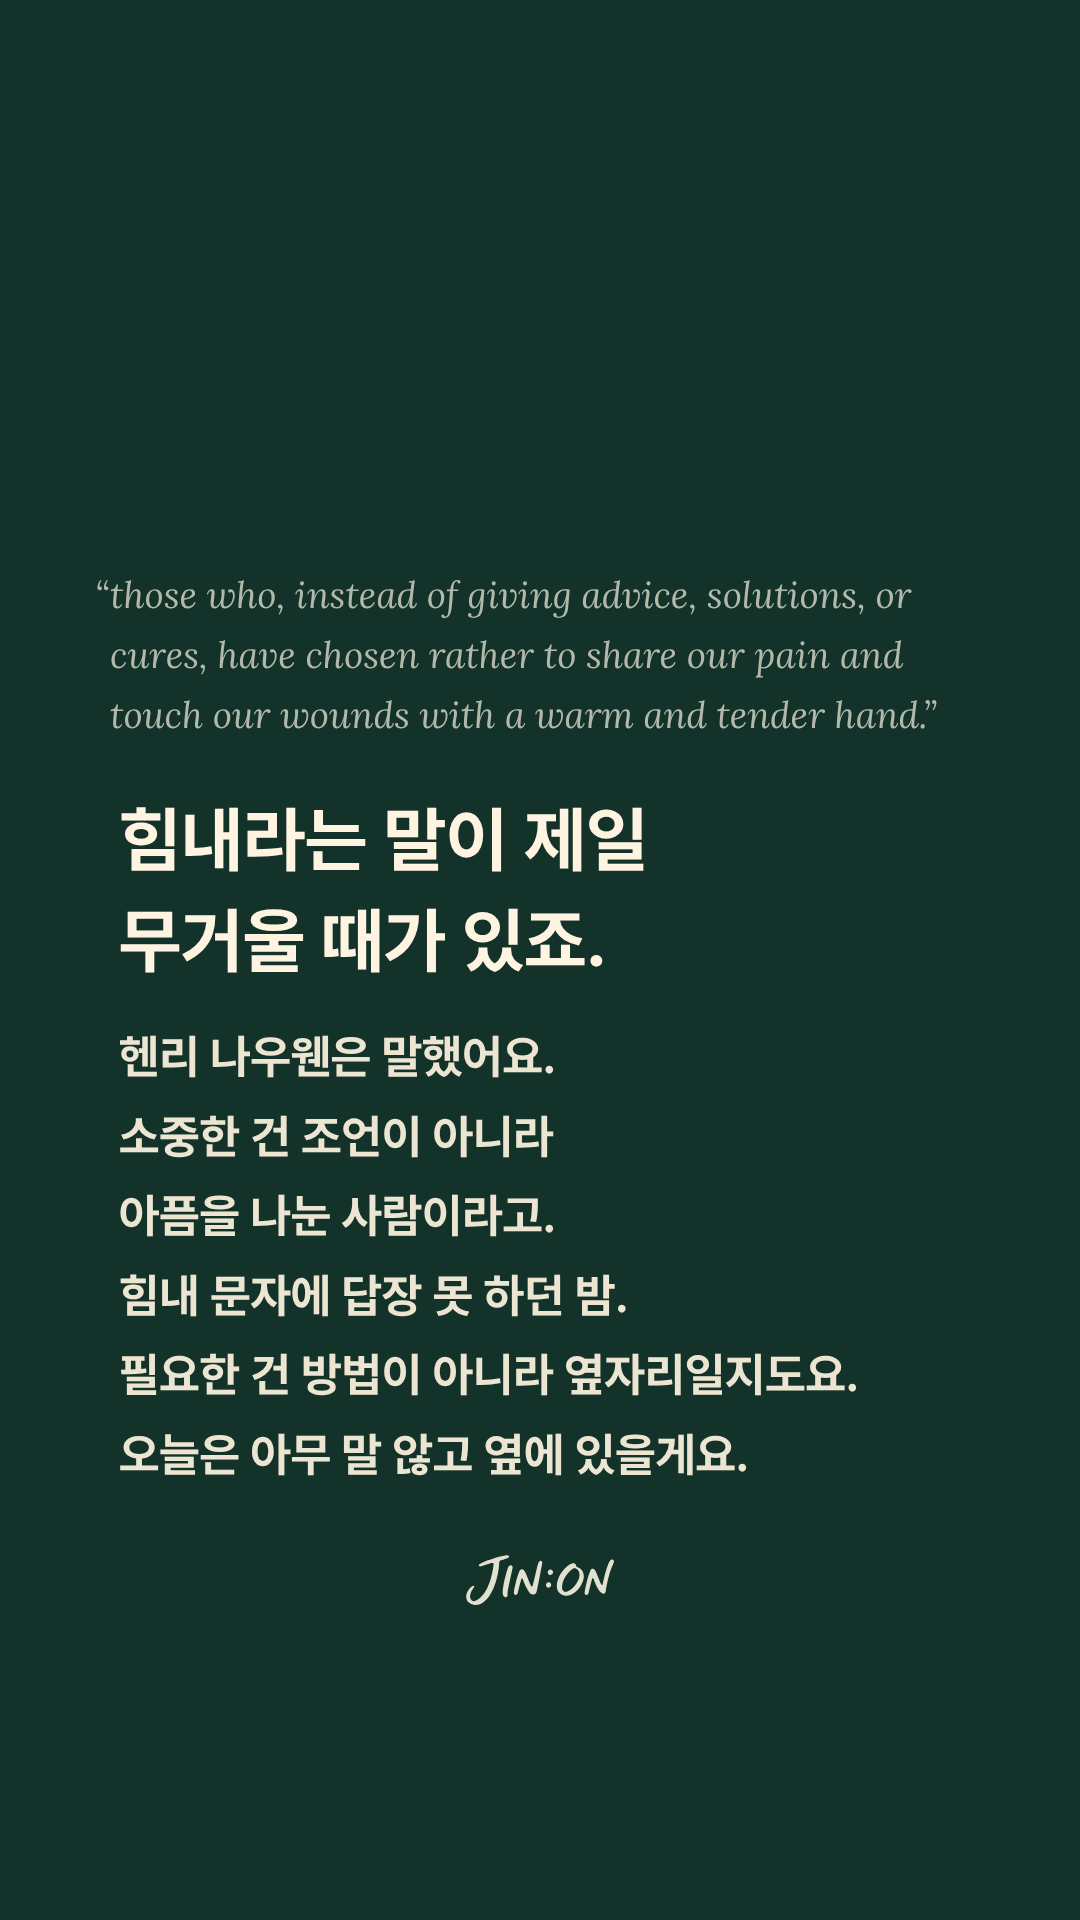 “those who, instead of giving advice, solutions, or
cures, have chosen rather to share our pain and
touch our wounds with a warm and tender hand.”
힘내라는 말이 제일
무거울 때가 있죠.
헨리 나우웬은 말했어요.
소중한 건 조언이 아니라
아픔을 나눈 사람이라고.
힘내 문자에 답장 못 하던 밤.
필요한 건 방법이 아니라 옆자리일지도요.
오늘은 아무 말 않고 옆에 있을게요.
JIN:ON